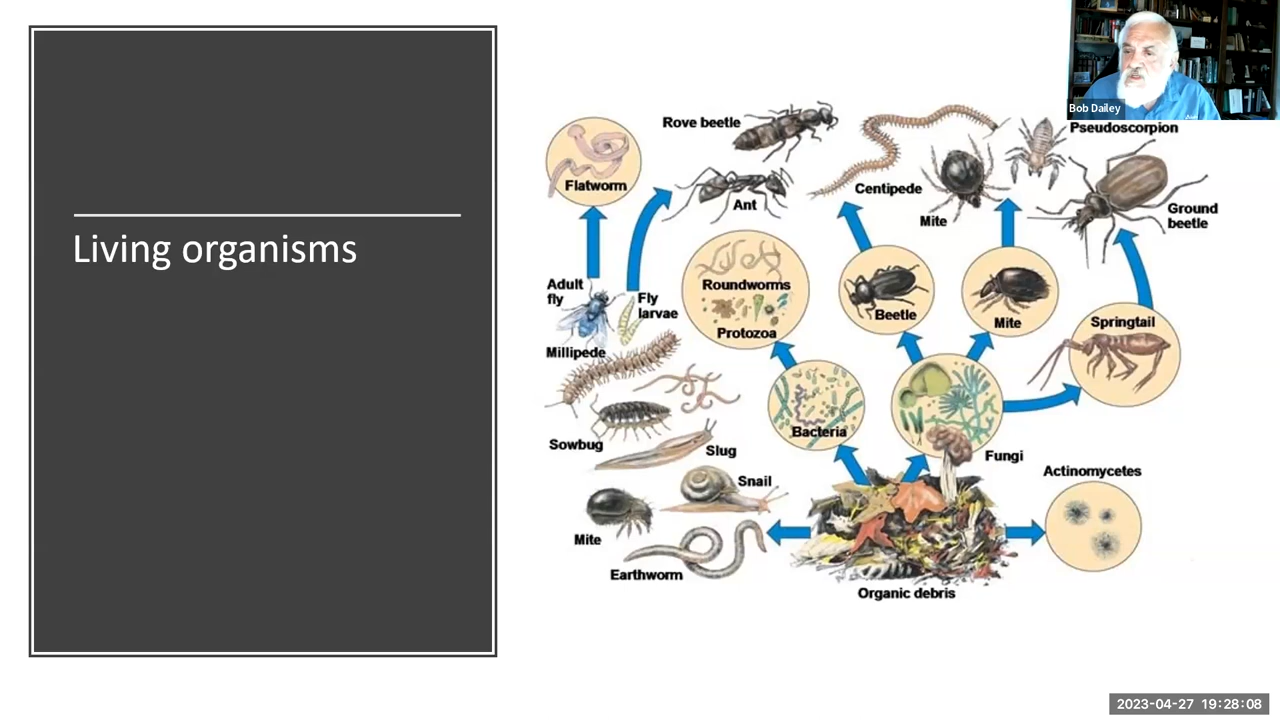 Living organisms
Bob Dailey
Rove beetle
Pseudoscorpion
Flatworm
Centipede
Ant
Mite
Ground
beetle
Adult
fly
Fly
larvae
Roundworms
Protozoa
Beetle
Mite
Springtail
Millipede
Bacteria
Sowbug
Slug
Fungi
Snail
Actinomycetes
Mite
Earthworm
Organic debris
2023-04-27 19:28:08